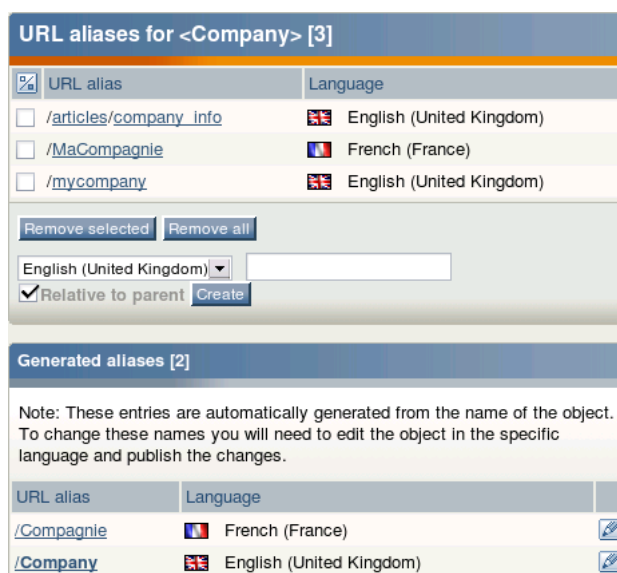 URL aliases for <Company> [3]
URL alias Language
/articles/company_info English (United Kingdom)
/MaCompagnie French (France)
/mycompany English (United Kingdom)
Remove selected Remove all
English (United Kingdom)
Relative to parent Create
Generated aliases [2]
Note: These entries are automatically generated from the name of the object.
To change these names you will need to edit the object in the specific
language and publish the changes.
URL alias Language
/Compagnie French (France)
/Company English (United Kingdom)